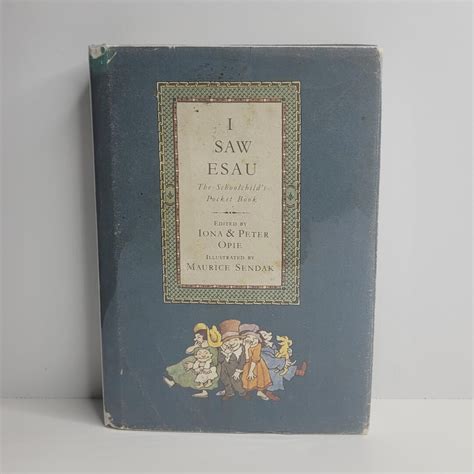 I
SAW
ESAU
The Schoolchild's
Pocket Book
EDITED BY
IONA & PETER
OPIE
ILLUSTRATED BY
MAURICE SENDAK